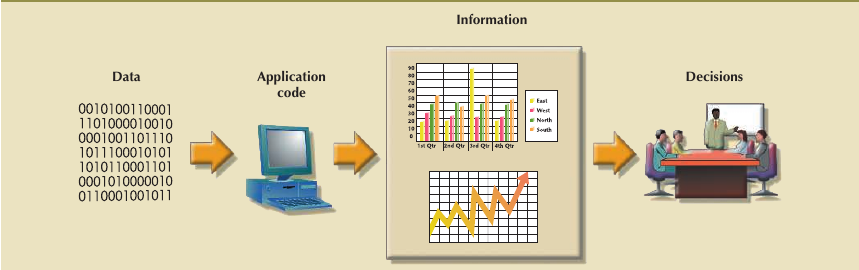 Information
Data
Application
code
Decisions
0010100110001
1101000010010
0001001101110
1011100010101
1010110001101
0001010000010
0110001001011
90
80
70
60
50
40
30
20
10
0
1st Qtr 2nd Qtr 3rd Qtr 4th Qtr
East
West
North
South